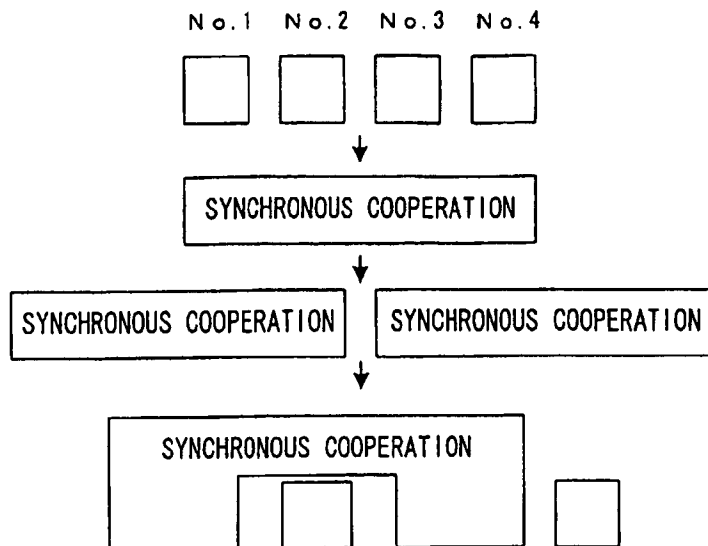 No.1 No.2 No.3 No.4
SYNCHRONOUS COOPERATION
SYNCHRONOUS COOPERATION SYNCHRONOUS COOPERATION
SYNCHRONOUS COOPERATION